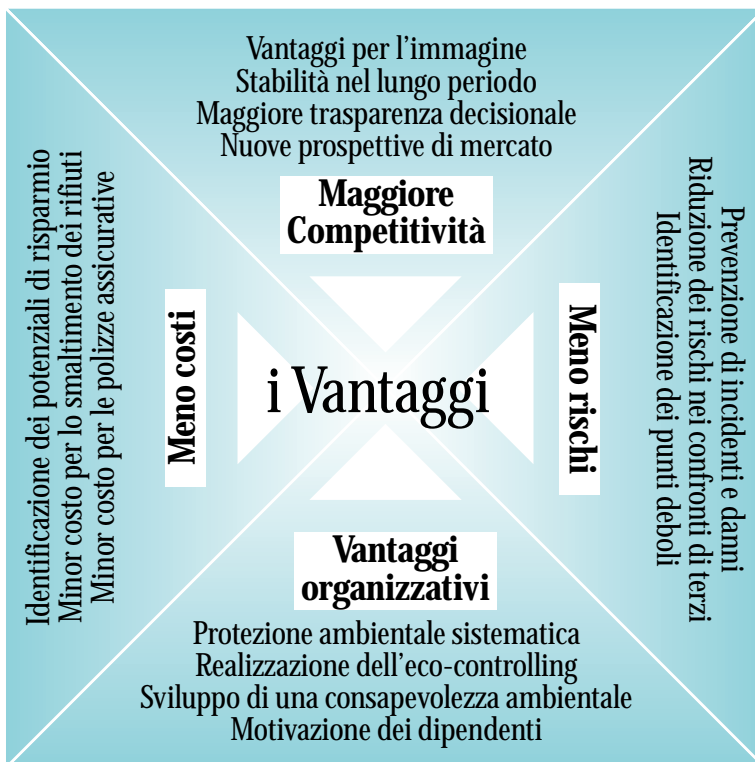 Vantaggi per l'immagine
Stabilità nel lungo periodo
Maggiore trasparenza decisionale
Nuove prospettive di mercato
Maggiore
Competitività
Identificazione dei potenziali di risparmio
Minor costo per lo smaltimento dei rifiuti
Minor costo per le polizze assicurative
Meno costi
i Vantaggi
Meno rischi
Prevenzione di incidenti e danni
Riduzione dei rischi nei confronti di terzi
Identificazione dei punti deboli
Vantaggi
organizzativi
Protezione ambientale sistematica
Realizzazione dell'eco-controlling
Sviluppo di una consapevolezza ambientale
Motivazione dei dipendenti